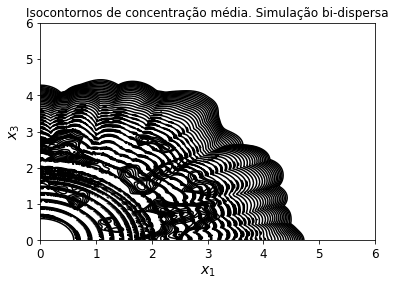 Isocontornos de concentração média. Simulação bi-dispersa
6
5
4
3
2
1
0
x3
0 1 2 3 4 5 6
x1